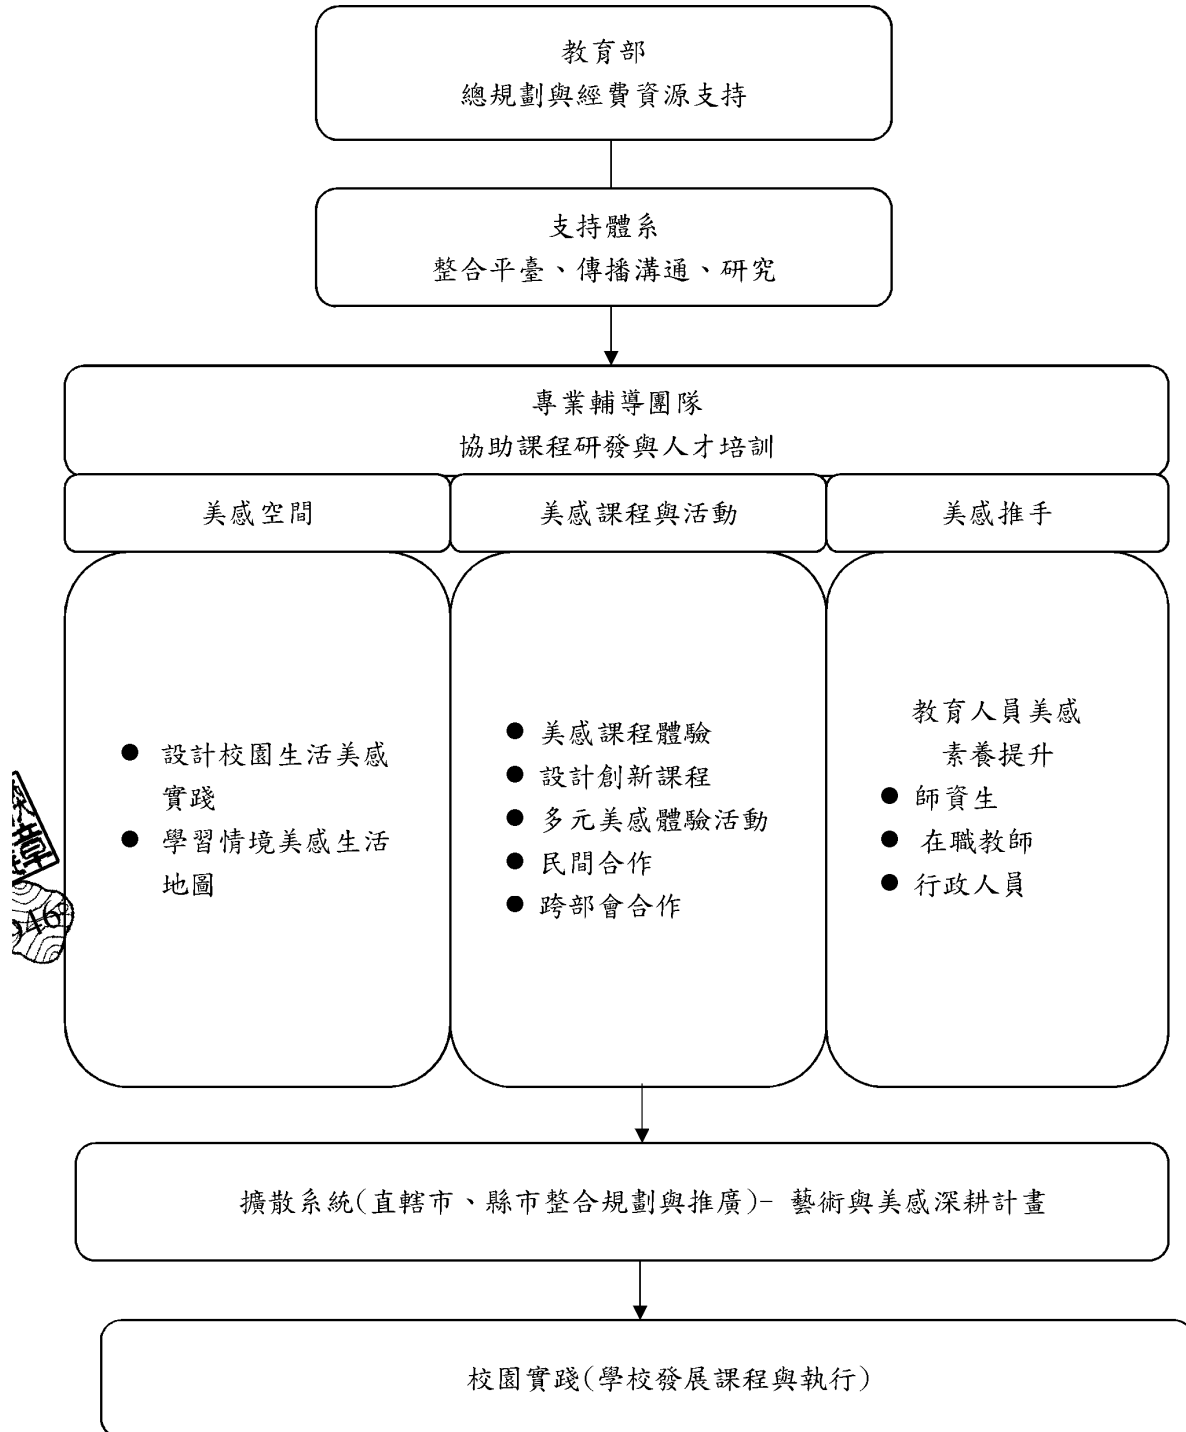 教育部
總規劃與經費資源支持
支持體系
整合平臺、傳播溝通、研究
專業輔導團隊
協助課程研發與人才培訓
美感空間
美感課程與活動
美感推手
● 設計校園生活美感
實踐
● 學習情境美感生活
地圖
● 美感課程體驗
● 設計創新課程
● 多元美感體驗活動
● 民間合作
● 跨部會合作
教育人員美感
素養提升
● 師資生
● 在職教師
● 行政人員
擴散系統(直轄市、縣市整合規劃與推廣)- 藝術與美感深耕計畫
校園實踐(學校發展課程與執行)